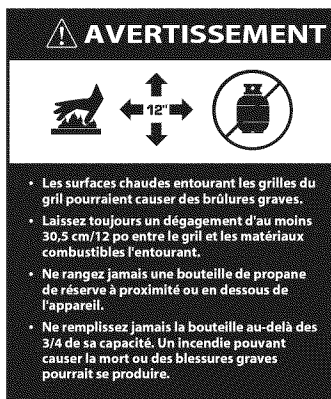 AVERTISSEMENT
12"
• Les surfaces chaudes entourant les grilles du
gril pourraient causer des brûlures graves.
• Laissez toujours un dégagement d'au moins
30,5 cm/12 po entre le gril et les matériaux
combustibles l'entourant.
• Ne rangez jamais une bouteille de propane
de réserve à proximité ou en dessous de
l'appareil.
• Ne remplissez jamais la bouteille au-delà des
3/4 de sa capacité. Un incendie pouvant
causer la mort ou des blessures graves
pourrait se produire.